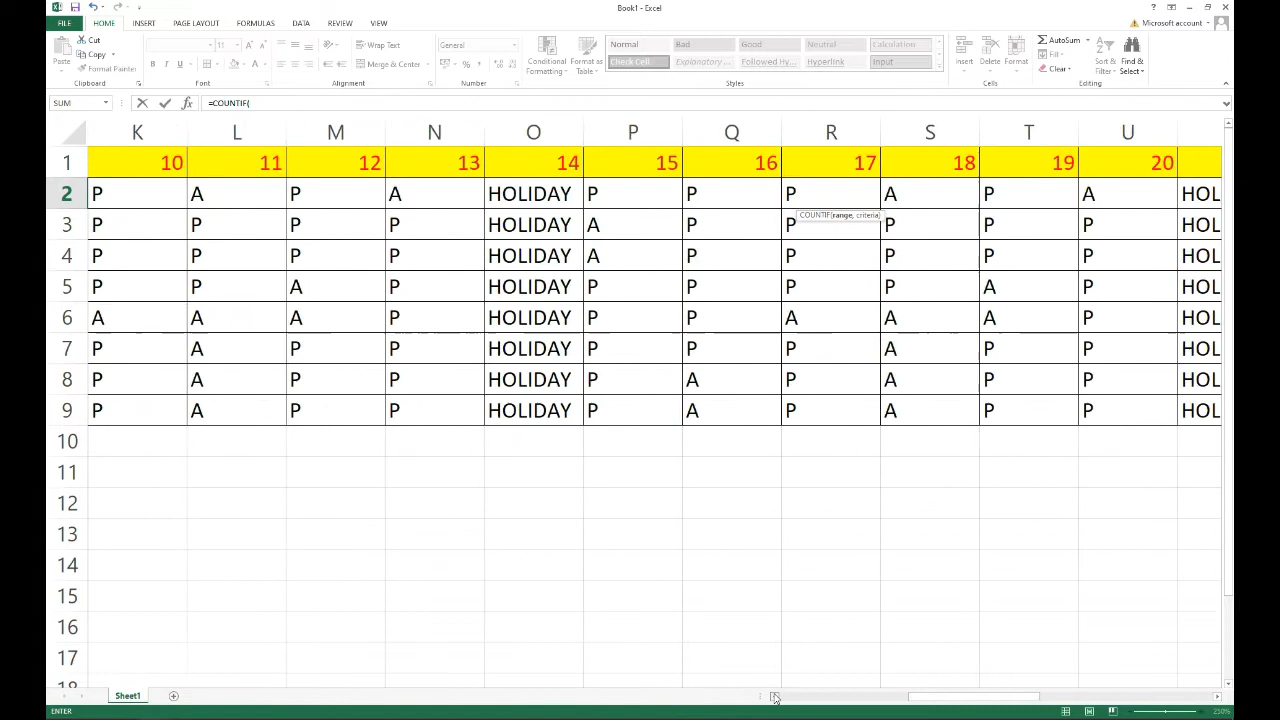 Book1 - Excel
FILE HOME INSERT PAGE LAYOUT FORMULAS DATA REVIEW VIEW Microsoft account
Cut
Copy
Format Painter
Paste
Clipboard
11
Font
Wrap Text
Merge & Center
Alignment
General
Number
Conditional Formatting
Format as Table
Normal Bad Good Neutral Calculation
Check Cell Explanatory ... Followed Hy... Hyperlink Input
Styles
Insert Delete Format
Cells
AutoSum
Fill
Clear
Sort & Filter
Find & Select
Editing
SUM =COUNTIF(
K L M N O P Q R S T U
1 10 11 12 13 14 15 16 17 18 19 20
2 P A P A HOLIDAY P P P A P A HOL
COUNTIF(range, criteria)
3 P P P P HOLIDAY A P P P P P HOL
4 P P P P HOLIDAY A P P P P P HOL
5 P P A P HOLIDAY P P P P A P HOL
6 A A A P HOLIDAY P P A A A P HOL
7 P A P P HOLIDAY P P P A P P HOL
8 P A P P HOLIDAY P A P A P P HOL
9 P A P P HOLIDAY P A P A P P HOL
10
11
12
13
14
15
16
17
18
Sheet1
ENTER 250%